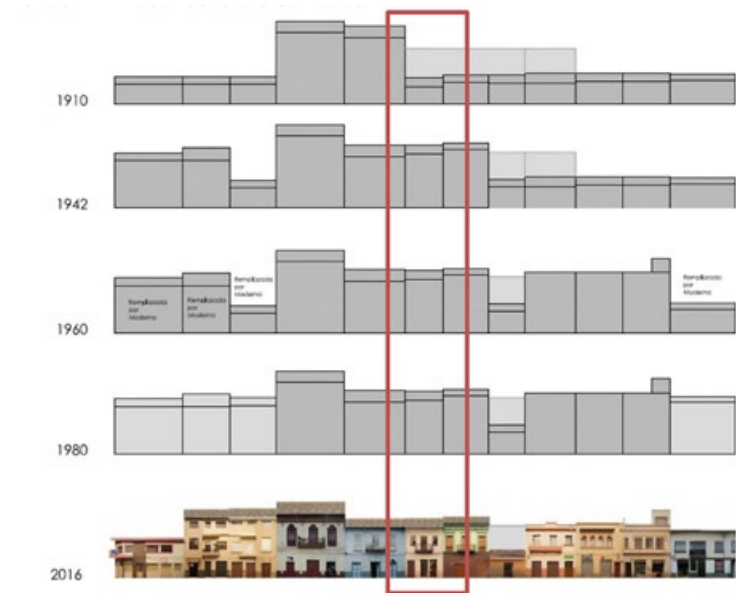 1910
1942
Remplazada
por
Moderno
Remplazada
por
Moderno
Remplazada
por
Moderno
Remplazada
por
Moderno
1960
1980
2016